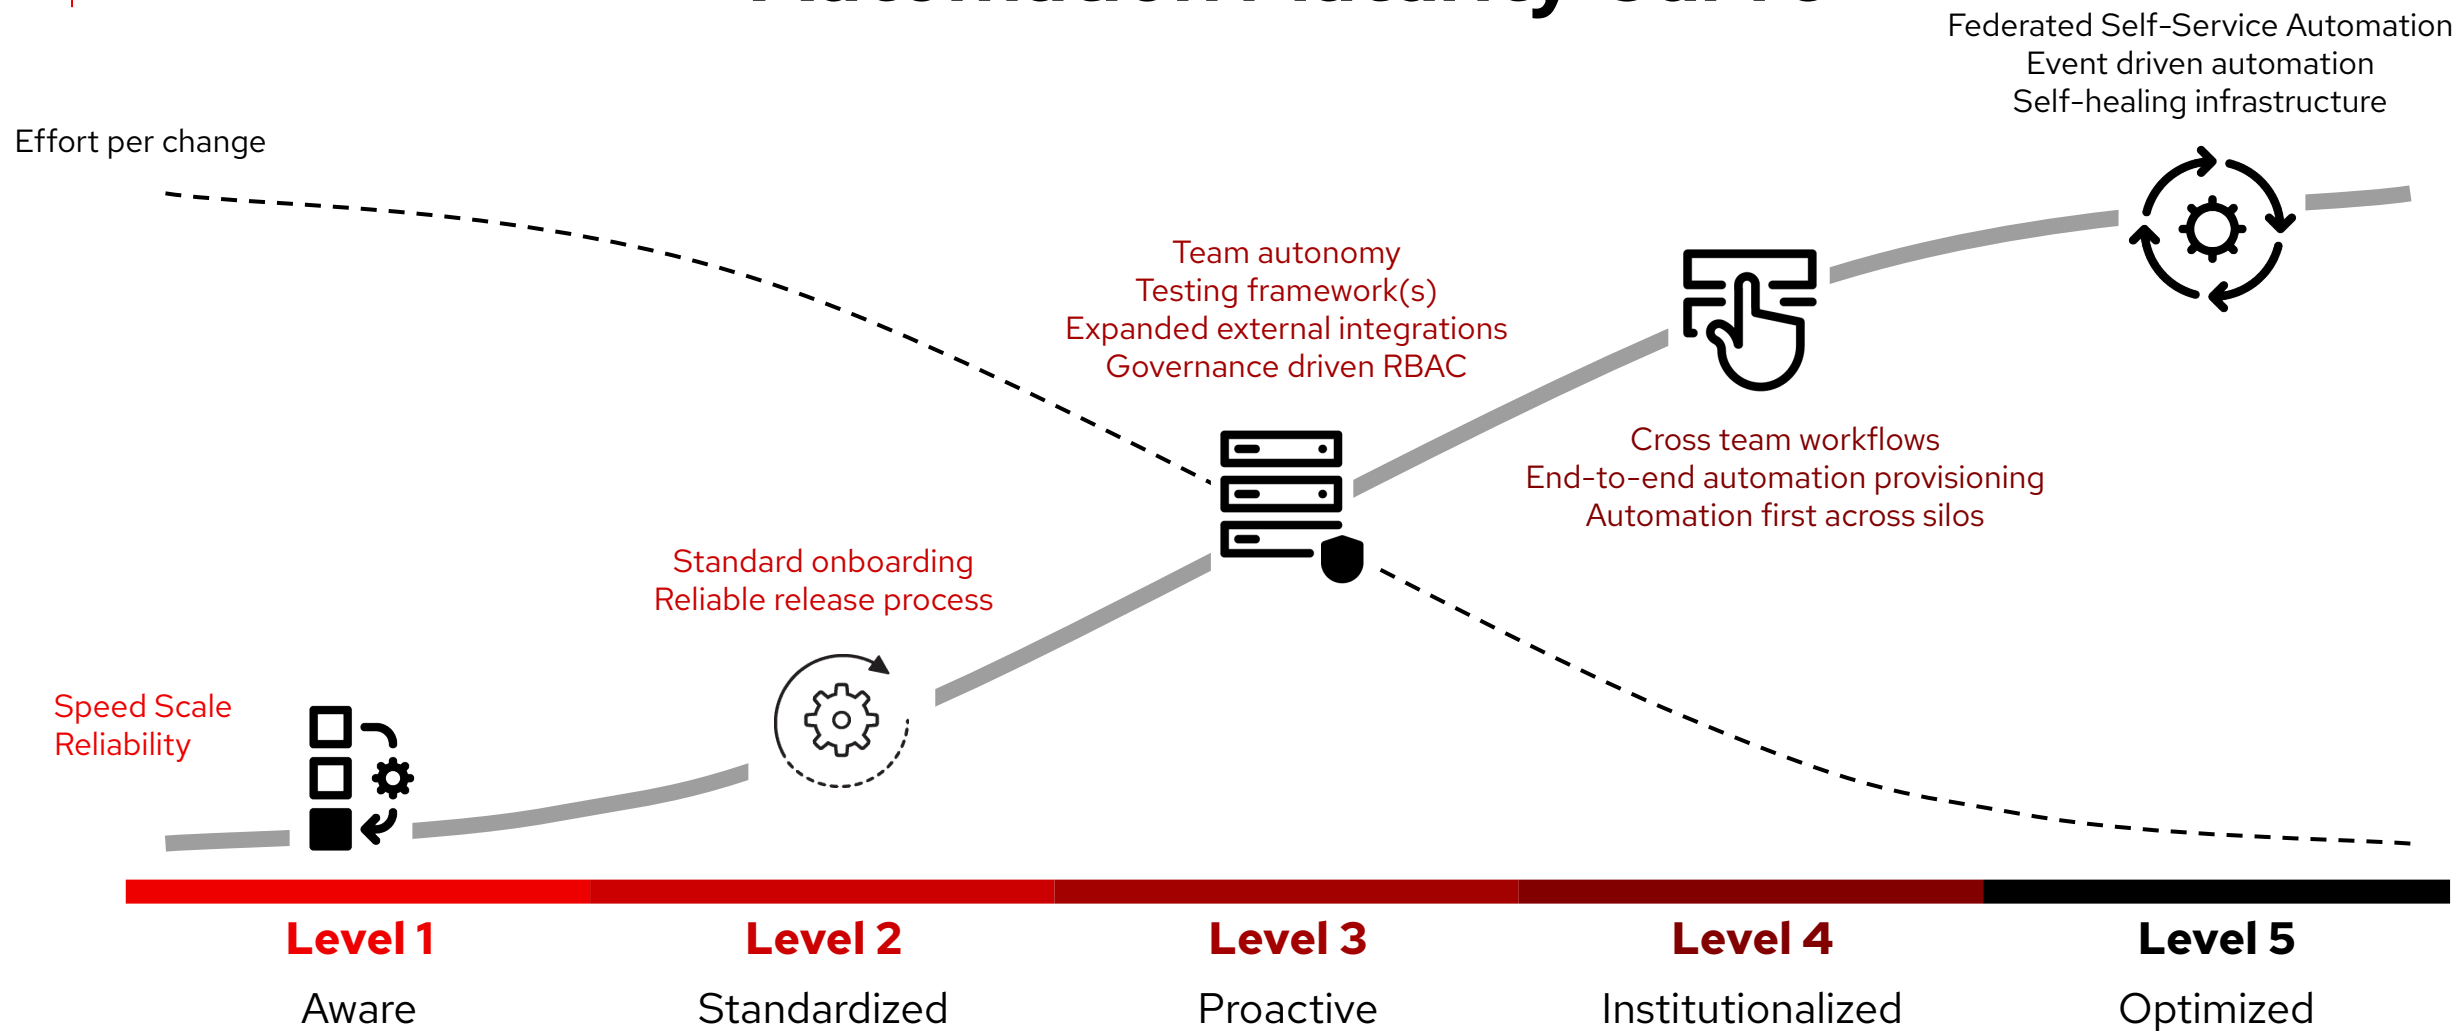 Automation Maturity Curve
Federated Self-Service Automation
Event driven automation
Self-healing infrastructure
Effort per change
Team autonomy
Testing framework(s)
Expanded external integrations
Governance driven RBAC
Cross team workflows
End-to-end automation provisioning
Automation first across silos
Standard onboarding
Reliable release process
Speed Scale
Reliability
Level 1
Level 2
Level 3
Level 4
Level 5
Aware
Standardized
Proactive
Institutionalized
Optimized